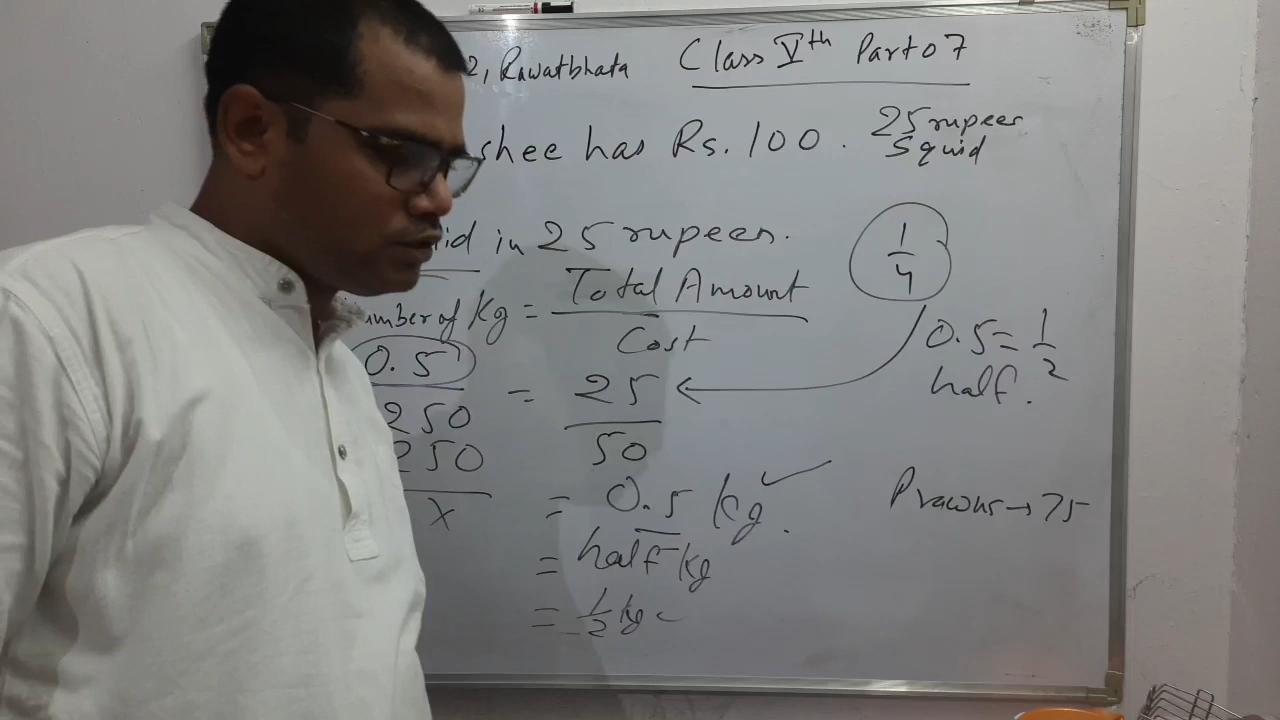 2, Rawatbhata Class Vth Part 07
shee has Rs. 100. 25 rupees
Squid
id in 25 rupees.
1
4
umber of Kg = Total Amount
Cost
0.5 = 1
2
half.
0.5
250 = 25
50
250
x
= 0.5 kg.
= half kg
= 1
2 kg
Prawns → 75